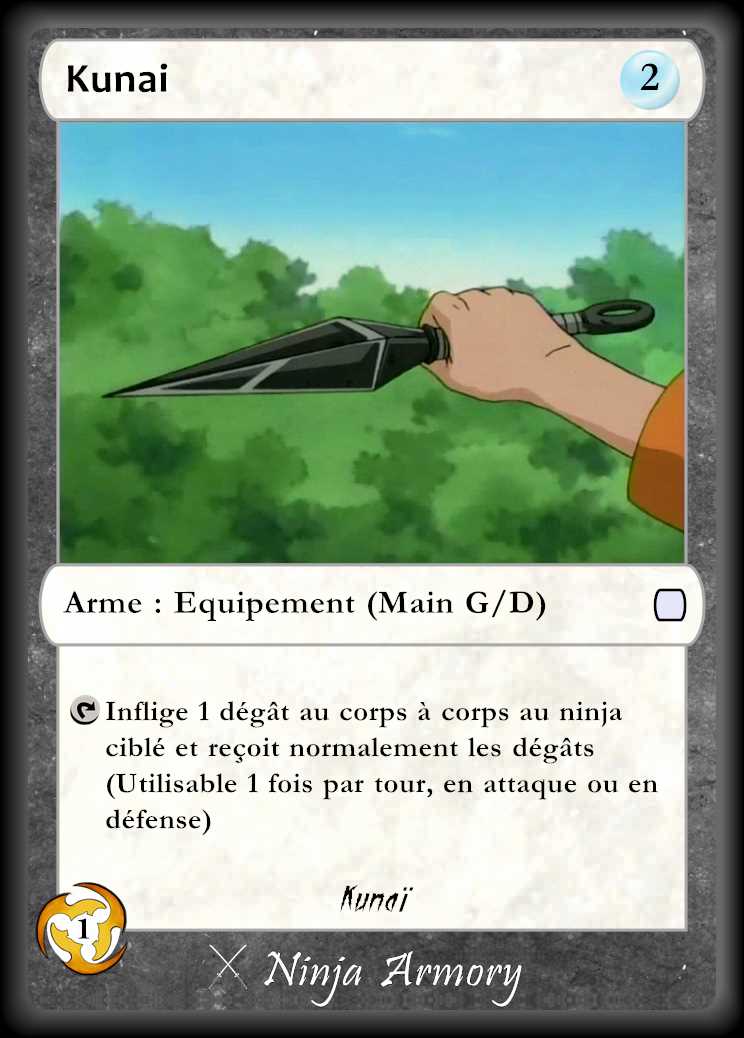 Kunai
2
Arme : Equipement (Main G/D)
Inflige 1 dégât au corps à corps au ninja
ciblé et reçoit normalement les dégâts
(Utilisable 1 fois par tour, en attaque ou en
défense)
Kunaï
1
Ninja Armory